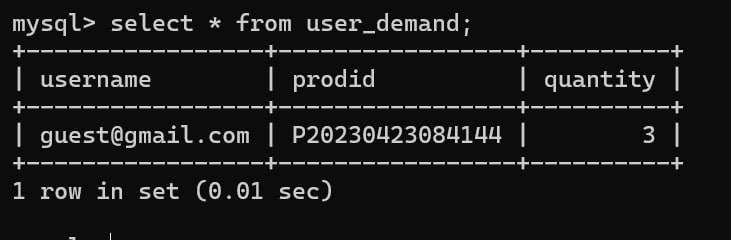 mysql> select * from user_demand;
+-----------------+-----------------+----------+
| username        | prodid          | quantity |
+-----------------+-----------------+----------+
| guest@gmail.com | P20230423084144 |        3 |
+-----------------+-----------------+----------+
1 row in set (0.01 sec)